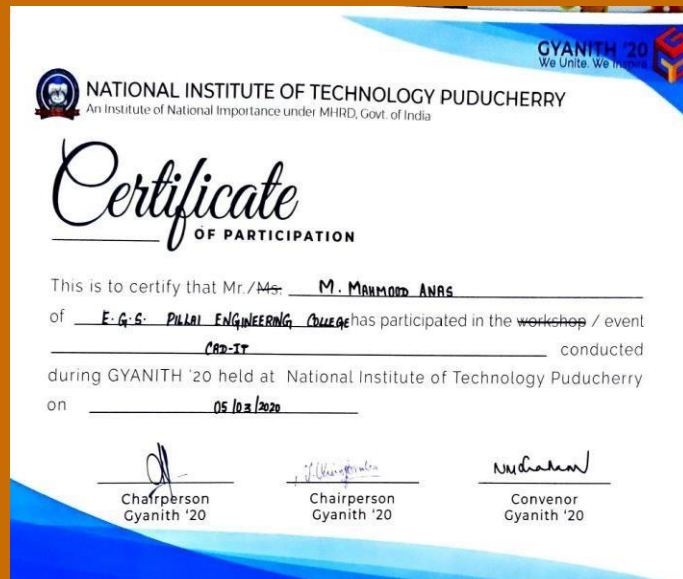 GYANITH '20
We Unite. We Inspire
NATIONAL INSTITUTE OF TECHNOLOGY PUDUCHERRY
An Institute of National Importance under MHRD, Govt. of India
Certificate
OF PARTICIPATION
This is to certify that Mr./Ms. M. MAHMOOD ANAS
of E.G.S. PILLAI ENGINEERING COLLEGE has participated in the workshop / event
CAD-IT conducted
during GYANITH '20 held at National Institute of Technology Puducherry
on 05/03/2020
Chairperson Chairperson Convenor
Gyanith '20 Gyanith '20 Gyanith '20